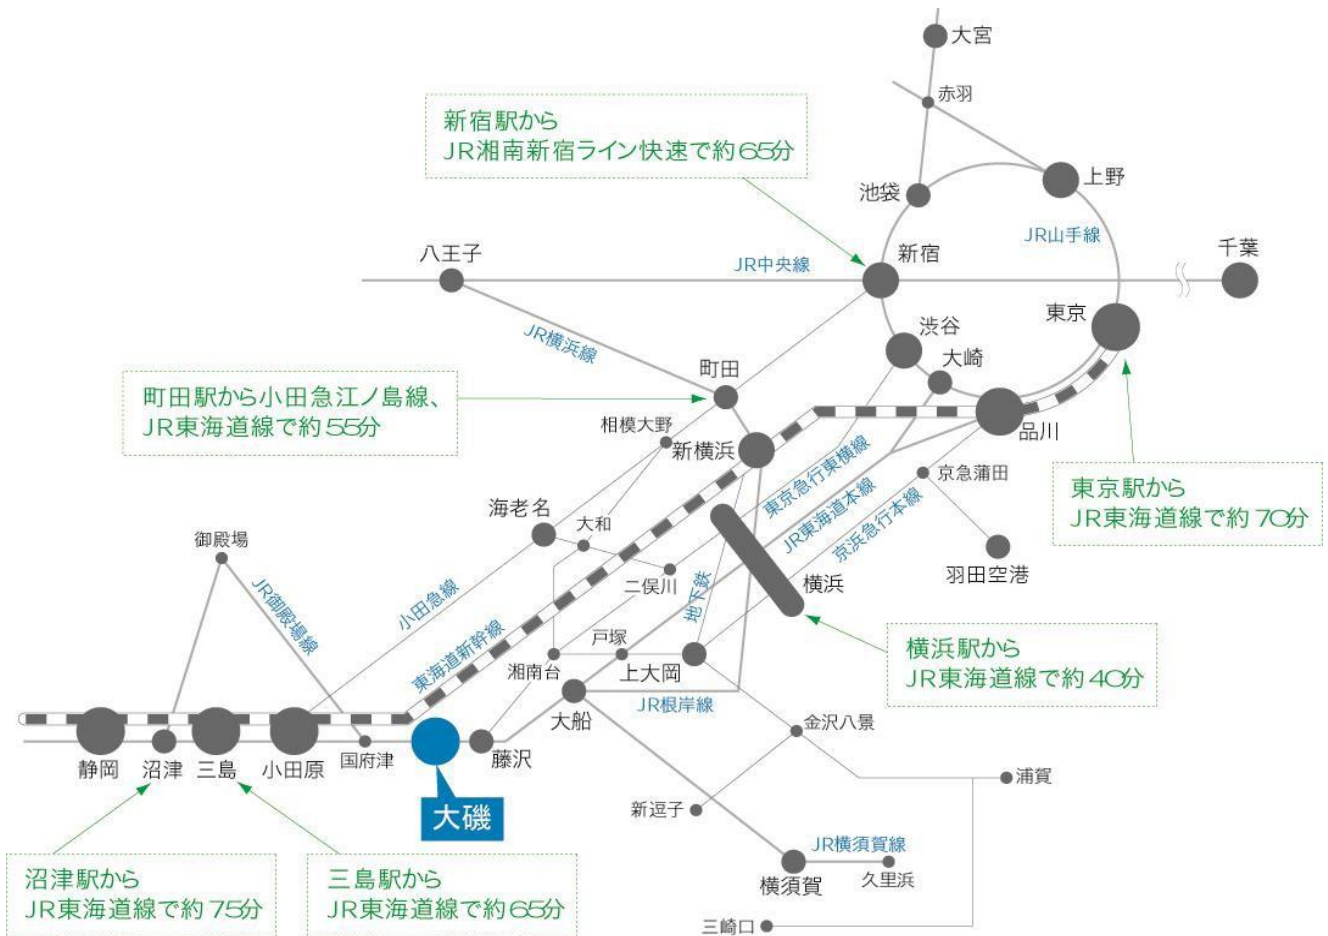 大宮
赤羽
新宿駅から
JR湘南新宿ライン快速で約65分
池袋
上野
JR山手線
八王子
JR中央線
新宿
千葉
東京
JR横浜線
渋谷
大崎
町田
町田駅から小田急江ノ島線、
JR東海道線で約55分
相模大野
新横浜
品川
東京急行東横線
京急蒲田
東京駅から
JR東海道線で約70分
海老名
大和
JR東海道本線
京浜急行本線
御殿場
羽田空港
二俣川
横浜
JR御殿場線
小田急線
地下鉄
東海道新幹線
戸塚
湘南台
上大岡
横浜駅から
JR東海道線で約40分
大船
JR根岸線
金沢八景
静岡
沼津
三島
小田原
国府津
藤沢
浦賀
大磯
新逗子
JR横須賀線
横須賀
久里浜
沼津駅から
JR東海道線で約75分
三島駅から
JR東海道線で約65分
三崎口